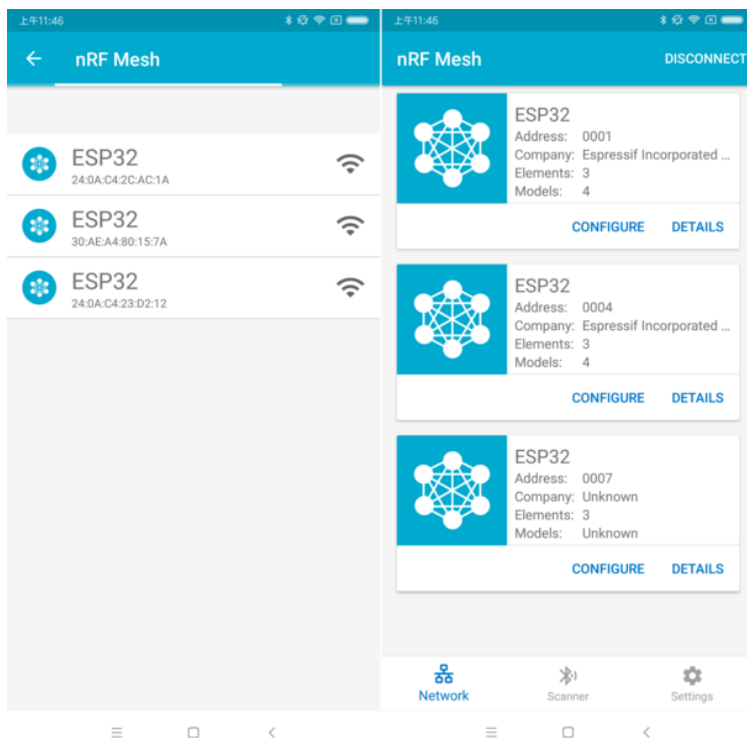 上午11:46
nRF Mesh
ESP32
24:0A:C4:2C:AC:1A
ESP32
30:AE:A4:80:15:7A
ESP32
24:0A:C4:23:D2:12
上午11:46
nRF Mesh DISCONNECT
ESP32
Address: 0001
Company: Espressif Incorporated ...
Elements: 3
Models: 4
CONFIGURE DETAILS
ESP32
Address: 0004
Company: Espressif Incorporated ...
Elements: 3
Models: 4
CONFIGURE DETAILS
ESP32
Address: 0007
Company: Unknown
Elements: 3
Models: Unknown
CONFIGURE DETAILS
Network Scanner Settings